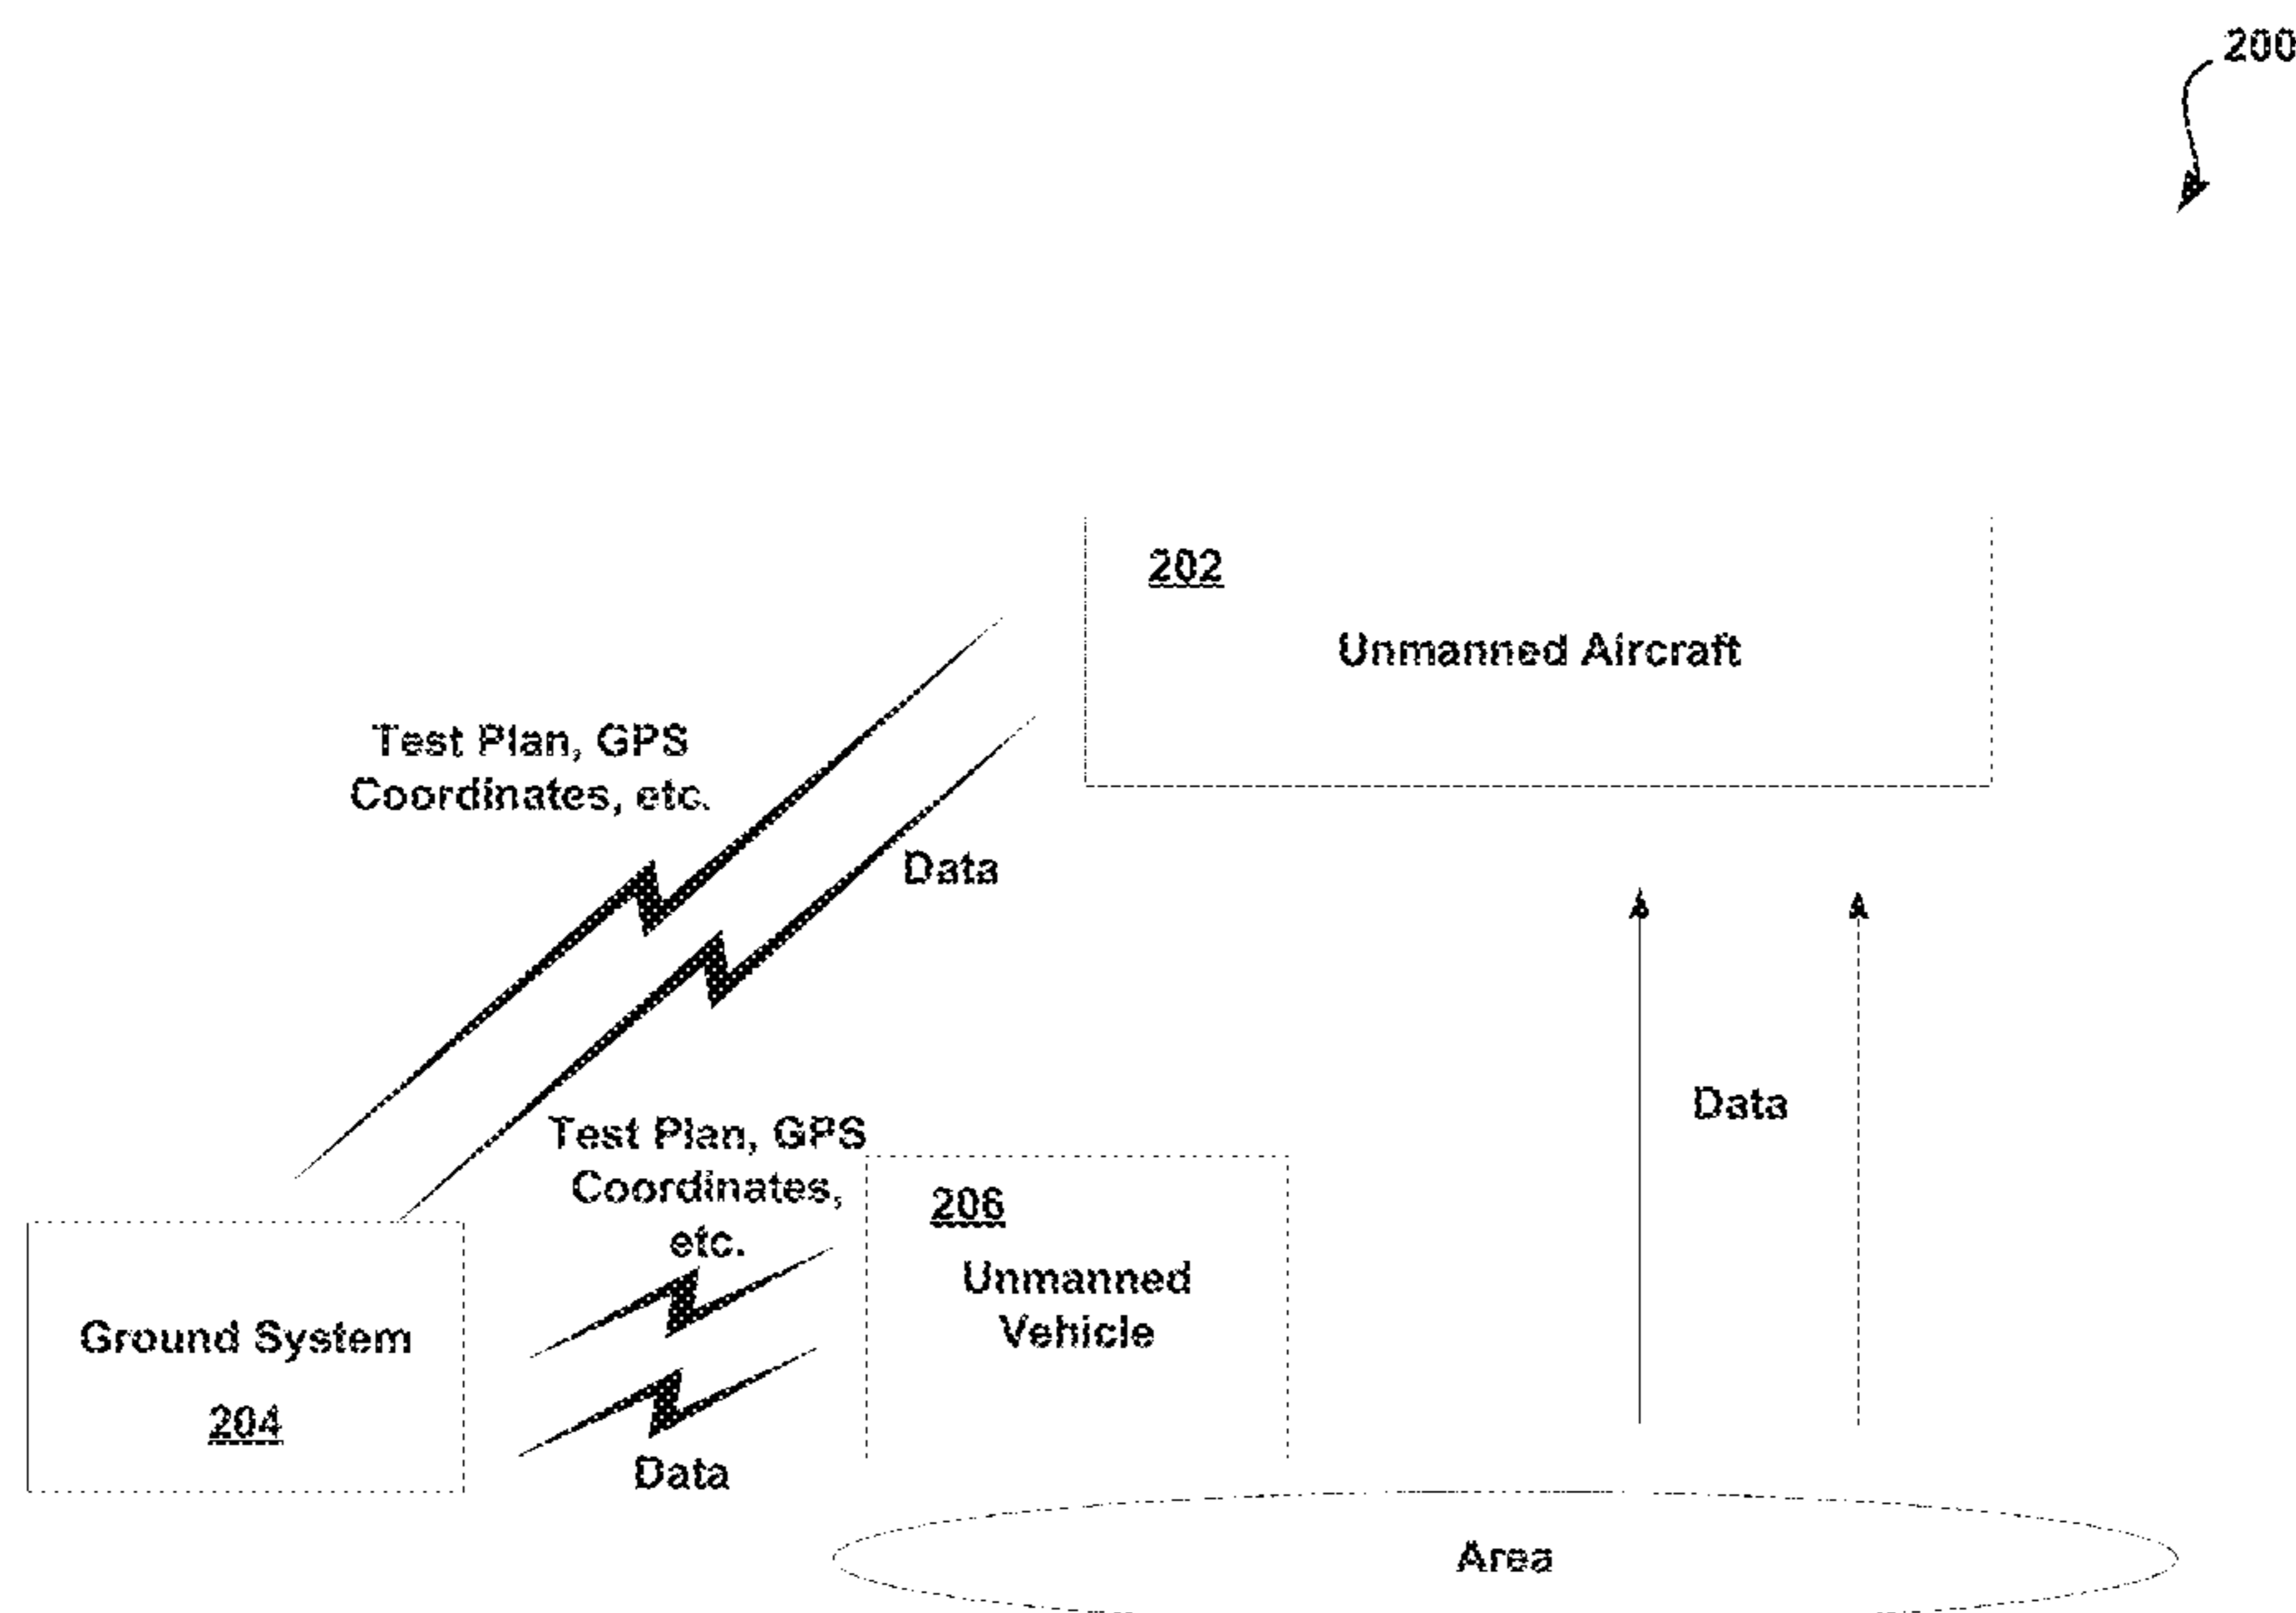 200
202
Unmanned Aircraft
Test Plan, GPS
Coordinates, etc.
Data
Data
Test Plan, GPS
Coordinates,
etc.
206
Unmanned
Vehicle
Ground System
204
Data
Area